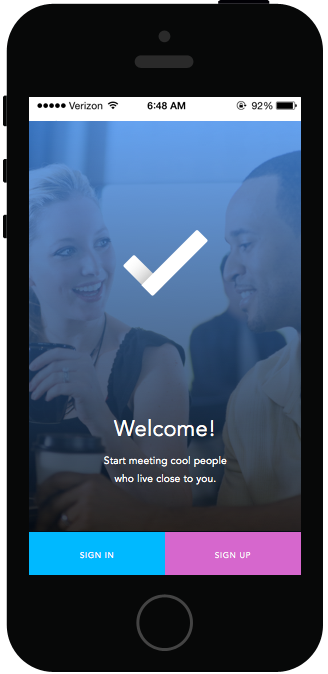 Verizon 6:48 AM 92%
Welcome!
Start meeting cool people
who live close to you.
SIGN IN SIGN UP